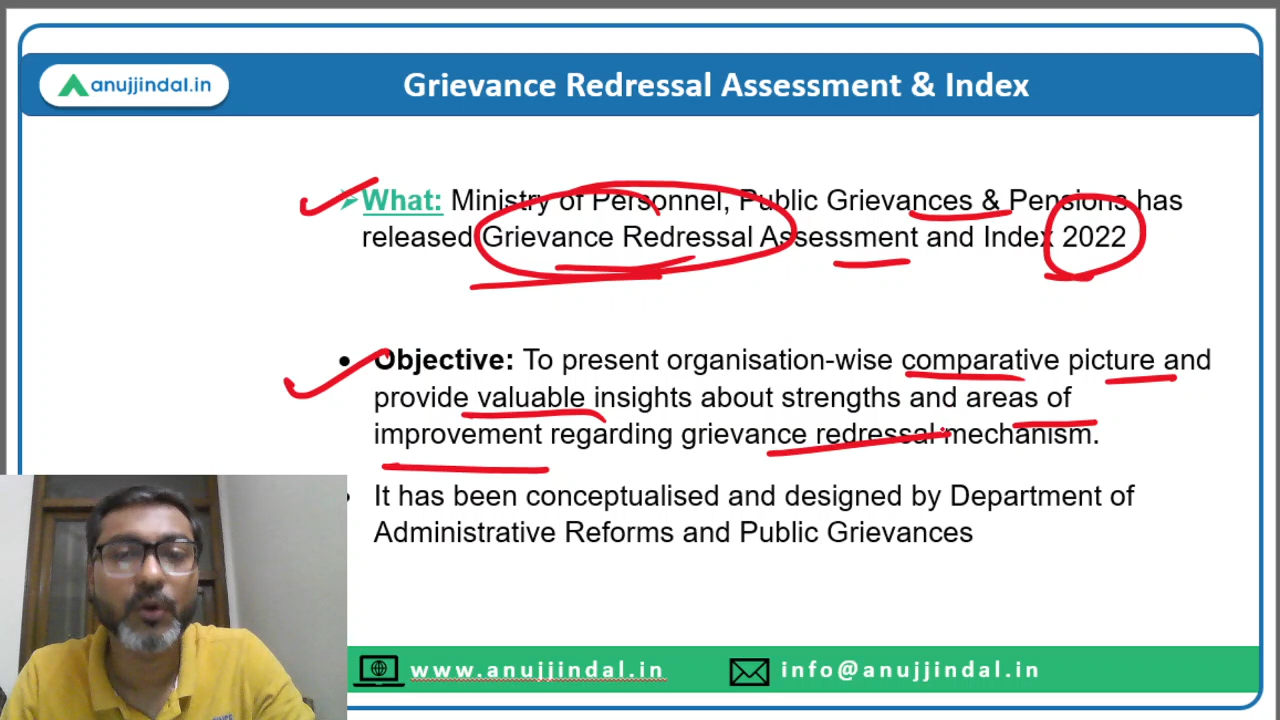 anujjindal.in
Grievance Redressal Assessment & Index
What: Ministry of Personnel, Public Grievances & Pensions has
released Grievance Redressal Assessment and Index 2022
• Objective: To present organisation-wise comparative picture and
provide valuable insights about strengths and areas of
improvement regarding grievance redressal mechanism.
• It has been conceptualised and designed by Department of
Administrative Reforms and Public Grievances
www.anujjindal.in
info@anujjindal.in